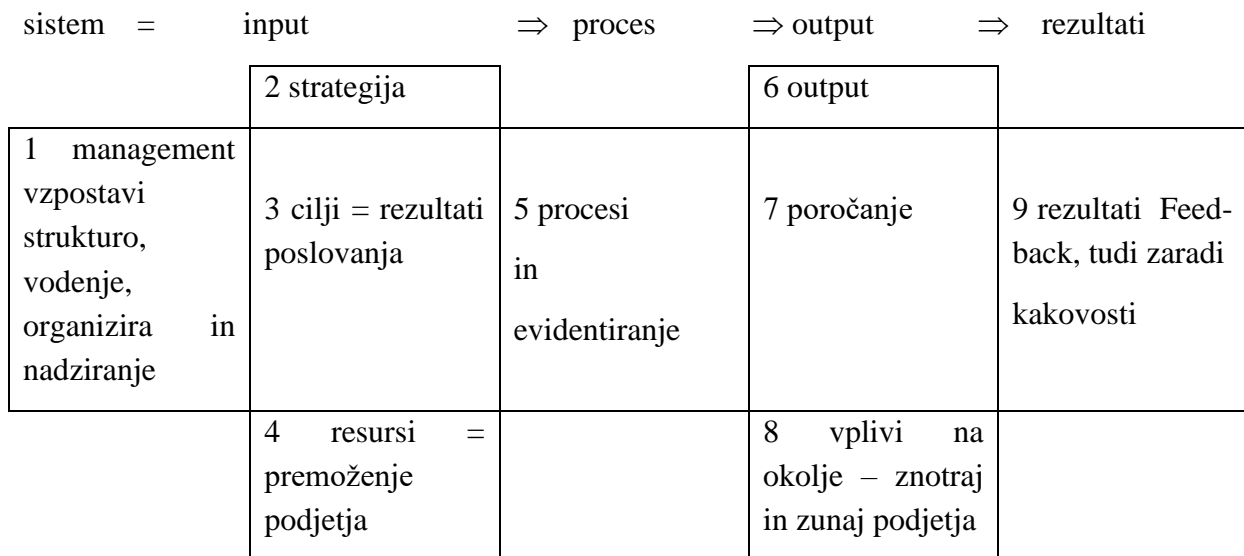 sistem = input ⇒ proces ⇒ output ⇒ rezultati
2 strategija
6 output
1 management
vzpostavi
strukturo,
vodenje,
organizira in
nadziranje
3 cilji = rezultati
poslovanja
5 procesi
in
evidentiranje
7 poročanje
9 rezultati Feed-
back, tudi zaradi
kakovosti
4 resursi =
premoženje
podjetja
8 vplivi na
okolje – znotraj
in zunaj podjetja